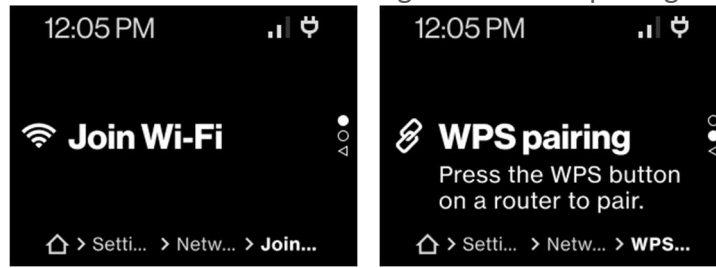 12:05 PM
Join Wi-Fi
> Setti... > Netw... > Join...
12:05 PM
WPS pairing
Press the WPS button
on a router to pair.
> Setti... > Netw... > WPS...